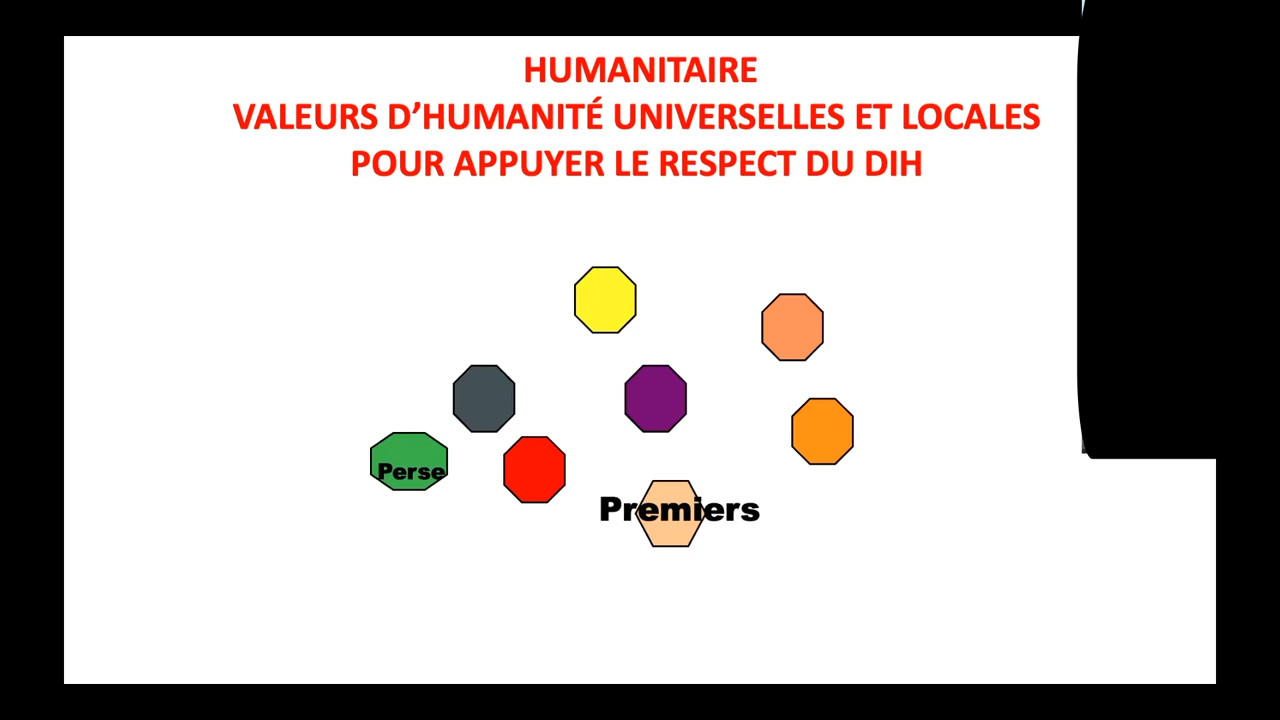 HUMANITAIRE
VALEURS D’HUMANITÉ UNIVERSELLES ET LOCALES
POUR APPUYER LE RESPECT DU DIH
Perse
Premiers